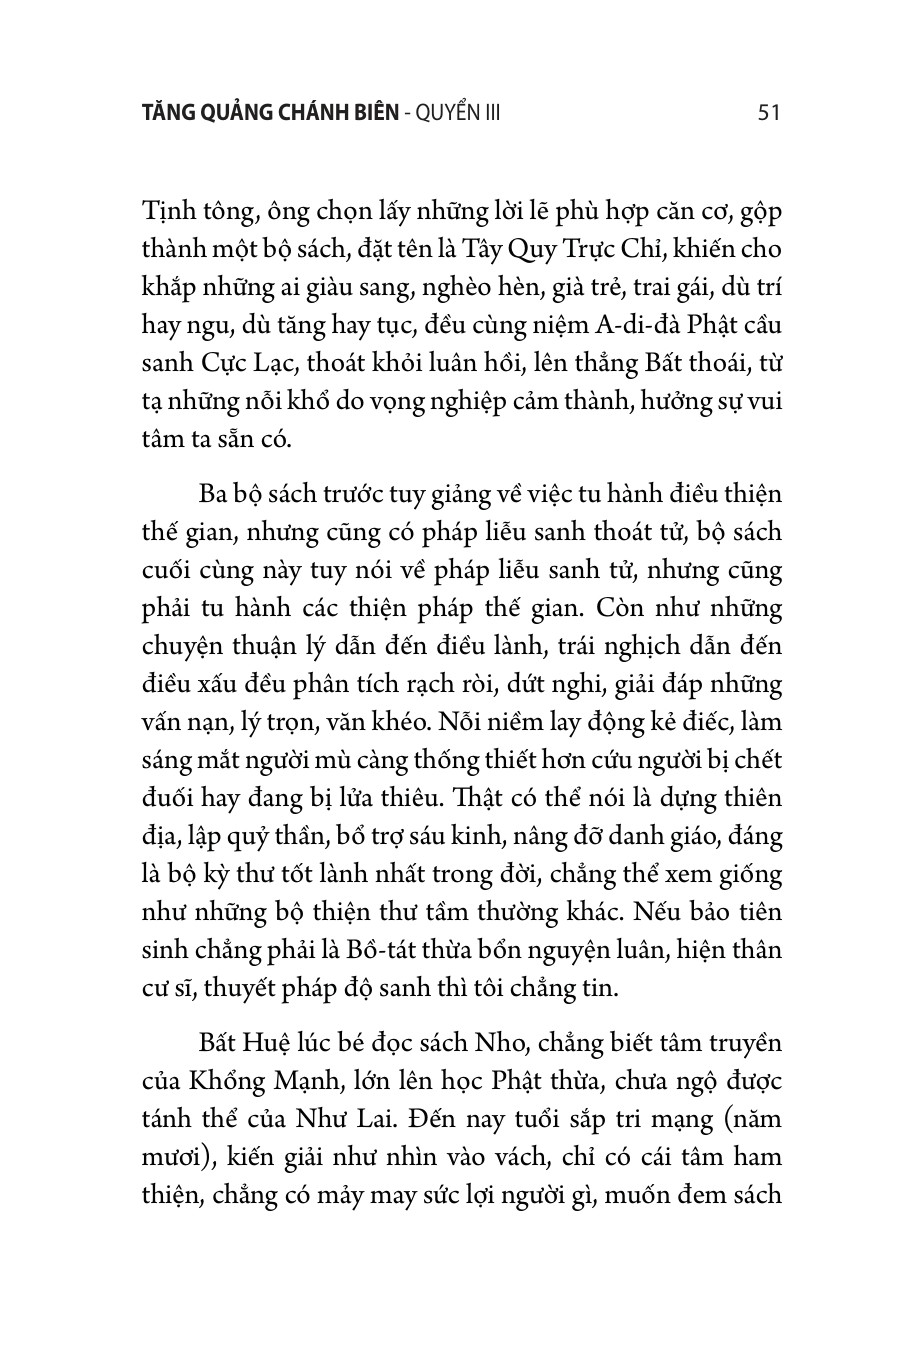 TĂNG QUẢNG CHÁNH BIÊN - QUYỂN III 51
Tịnh tông, ông chọn lấy những lời lẽ phù hợp căn cơ, gộp
thành một bộ sách, đặt tên là Tây Quy Trực Chỉ, khiến cho
khắp những ai giàu sang, nghèo hèn, già trẻ, trai gái, dù trí
hay ngu, dù tăng hay tục, đều cùng niệm A-di-đà Phật cầu
sanh Cực Lạc, thoát khỏi luân hồi, lên thẳng Bất thoái, từ
tạ những nỗi khổ do vọng nghiệp cảm thành, hưởng sự vui
tâm ta sẵn có.
Ba bộ sách trước tuy giảng về việc tu hành điều thiện
thế gian, nhưng cũng có pháp liễu sanh thoát tử, bộ sách
cuối cùng này tuy nói về pháp liễu sanh tử, nhưng cũng
phải tu hành các thiện pháp thế gian. Còn như những
chuyện thuận lý dẫn đến điều lành, trái nghịch dẫn đến
điều xấu đều phân tích rạch ròi, dứt nghi, giải đáp những
vấn nạn, lý trọn, văn khéo. Nỗi niềm lay động kẻ điếc, làm
sáng mắt người mù càng thống thiết hơn cứu người bị chết
đuối hay đang bị lửa thiêu. Thật có thể nói là dựng thiên
địa, lập quỷ thần, bổ trợ sáu kinh, nâng đỡ danh giáo, đáng
là bộ kỳ thư tốt lành nhất trong đời, chẳng thể xem giống
như những bộ thiện thư tầm thường khác. Nếu bảo tiên
sinh chẳng phải là Bồ-tát thừa bổn nguyện luân, hiện thân
cư sĩ, thuyết pháp độ sanh thì tôi chẳng tin.
Bất Huệ lúc bé đọc sách Nho, chẳng biết tâm truyền
của Khổng Mạnh, lớn lên học Phật thừa, chưa ngộ được
tánh thể của Như Lai. Đến nay tuổi sắp tri mạng (năm
mươi), kiến giải như nhìn vào vách, chỉ có cái tâm ham
thiện, chẳng có mảy may sức lợi người gì, muốn đem sách